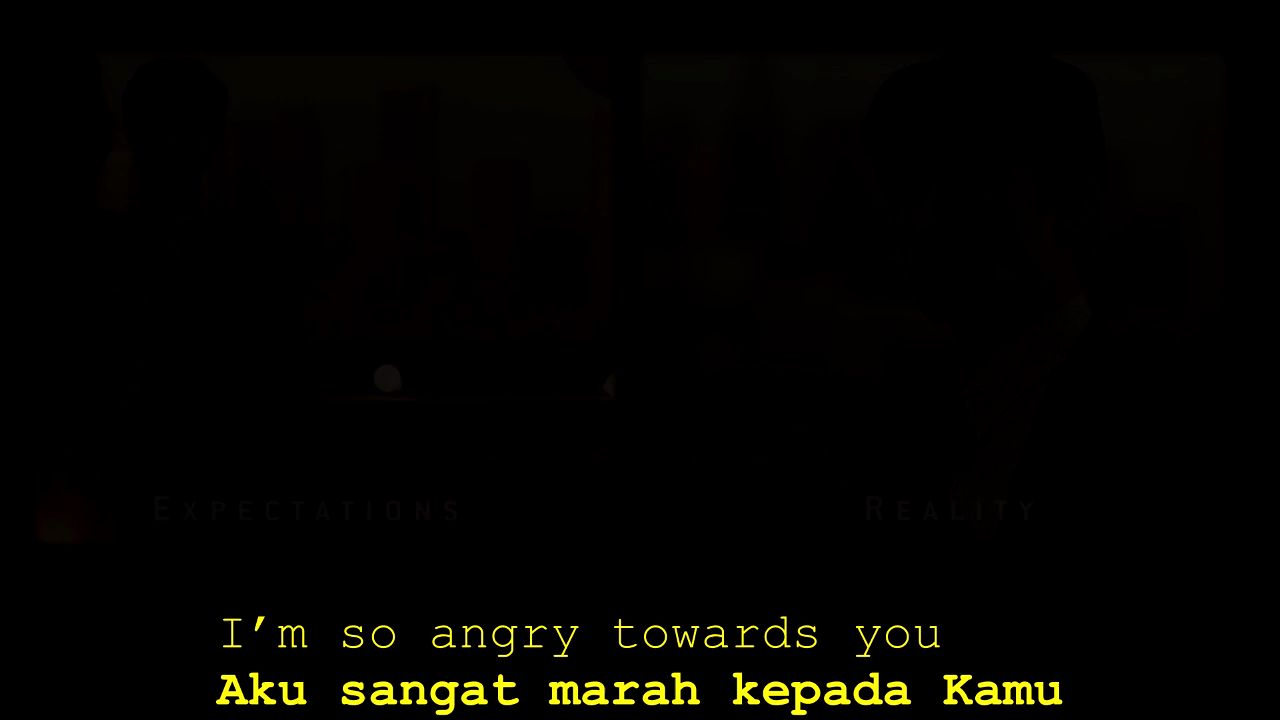 EXPECTATIONS
REALITY
I'm so angry towards you
Aku sangat marah kepada Kamu